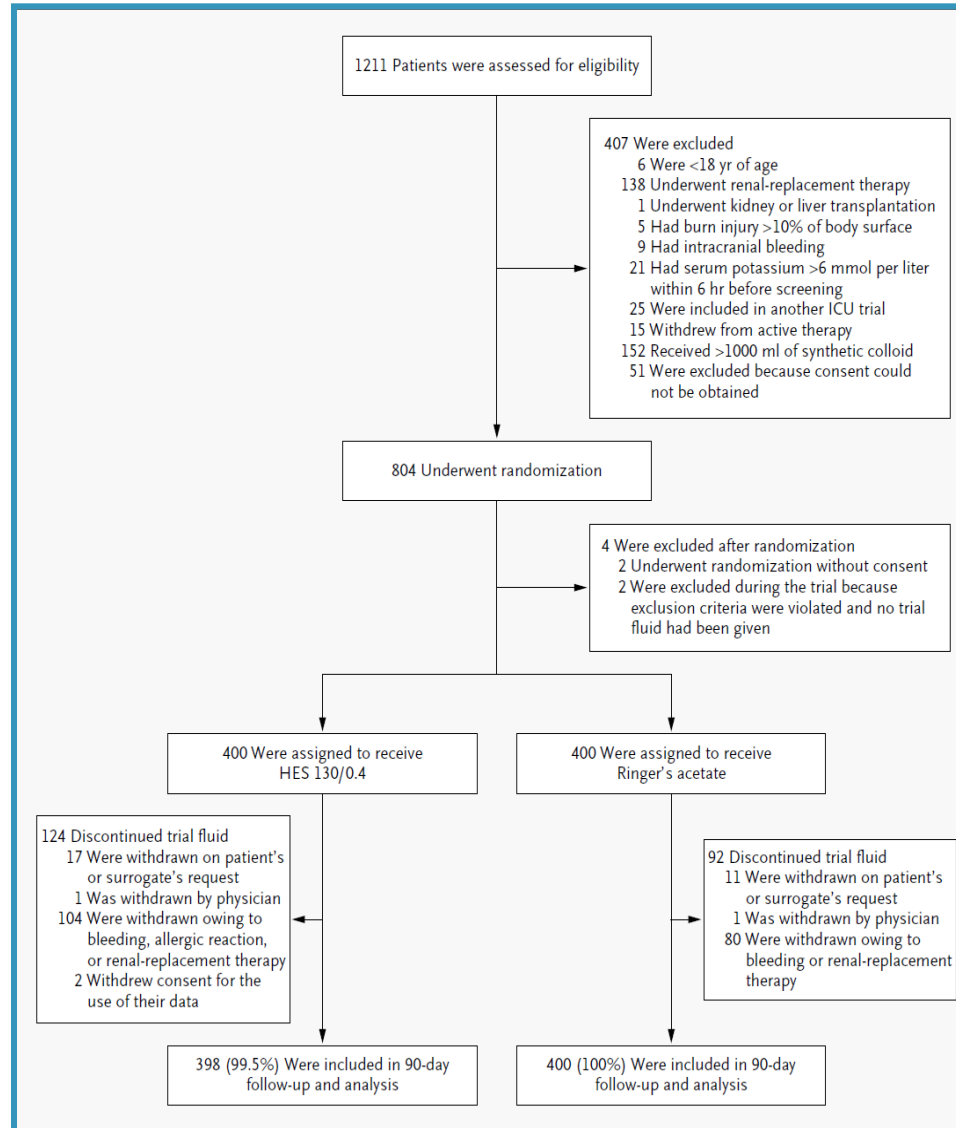 1211 Patients were assessed for eligibility
407 Were excluded
6 Were <18 yr of age
138 Underwent renal-replacement therapy
1 Underwent kidney or liver transplantation
5 Had burn injury >10% of body surface
9 Had intracranial bleeding
21 Had serum potassium >6 mmol per liter
within 6 hr before screening
25 Were included in another ICU trial
15 Withdrew from active therapy
152 Received >1000 ml of synthetic colloid
51 Were excluded because consent could
not be obtained
804 Underwent randomization
4 Were excluded after randomization
2 Underwent randomization without consent
2 Were excluded during the trial because
exclusion criteria were violated and no trial
fluid had been given
400 Were assigned to receive
HES 130/0.4
400 Were assigned to receive
Ringer's acetate
124 Discontinued trial fluid
17 Were withdrawn on patient's
or surrogate's request
1 Was withdrawn by physician
104 Were withdrawn owing to
bleeding, allergic reaction,
or renal-replacement therapy
2 Withdrew consent for the
use of their data
92 Discontinued trial fluid
11 Were withdrawn on patient's
or surrogate's request
1 Was withdrawn by physician
80 Were withdrawn owing to
bleeding or renal-replacement
therapy
398 (99.5%) Were included in 90-day
follow-up and analysis
400 (100%) Were included in 90-day
follow-up and analysis